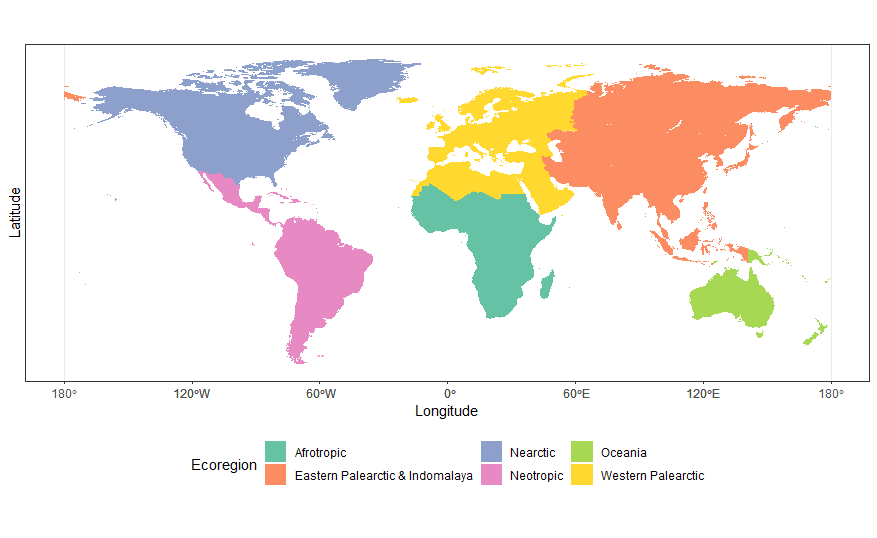 Latitude
180° 120°W 60°W 0° 60°E 120°E 180°
Longitude
Ecoregion
Afrotropic Nearctic Oceania
Eastern Palearctic & Indomalaya Neotropic Western Palearctic